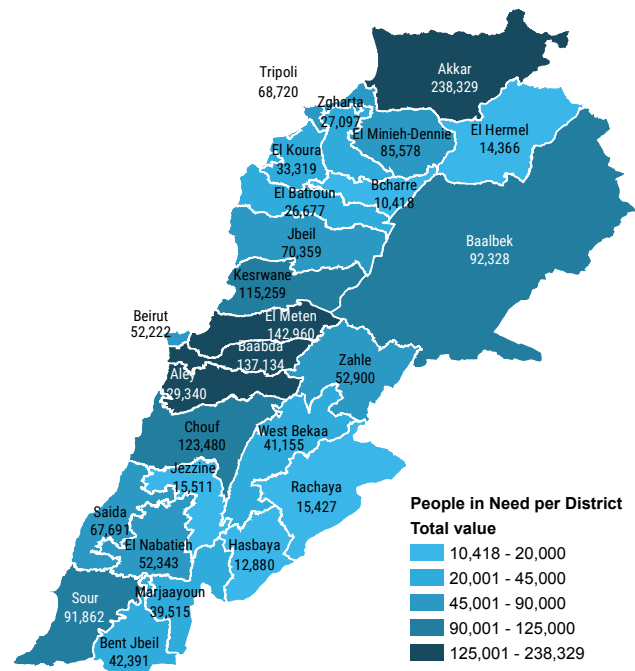 Akkar
238,329
Tripoli
68,720
Zgharta
27,097
El Minieh-Dennie
85,578
El Hermel
14,366
El Koura
33,319
Bcharre
10,418
El Batroun
26,677
Jbeil
70,359
Baalbek
92,328
Kesrwane
115,259
Beirut
52,222
El Meten
142,960
Baabda
137,134
Zahle
52,900
Aley
129,340
Chouf
123,480
West Bekaa
41,155
Jezzine
15,511
Rachaya
15,427
Saida
67,691
El Nabatieh
52,343
Hasbaya
12,880
Marjaayoun
39,515
Sour
91,862
Bent Jbeil
42,391
People in Need per District
Total value
10,418 - 20,000
20,001 - 45,000
45,001 - 90,000
90,001 - 125,000
125,001 - 238,329